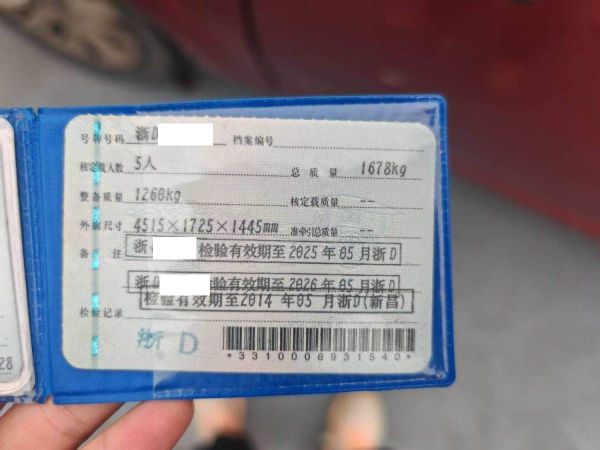 号牌号码 浙D 档案编号
核定载人数 5人 总质量 1678kg
整备质量 1260kg 核定载质量 --
外廓尺寸 4515×1725×1445mm 准牵引总质量 --
备注 浙 检验有效期至2025年05月浙D
浙D 检验有效期至2026年05月浙D
检验有效期至2014年05月浙D(新昌)
检验记录
浙 D
*3310006931540*
28